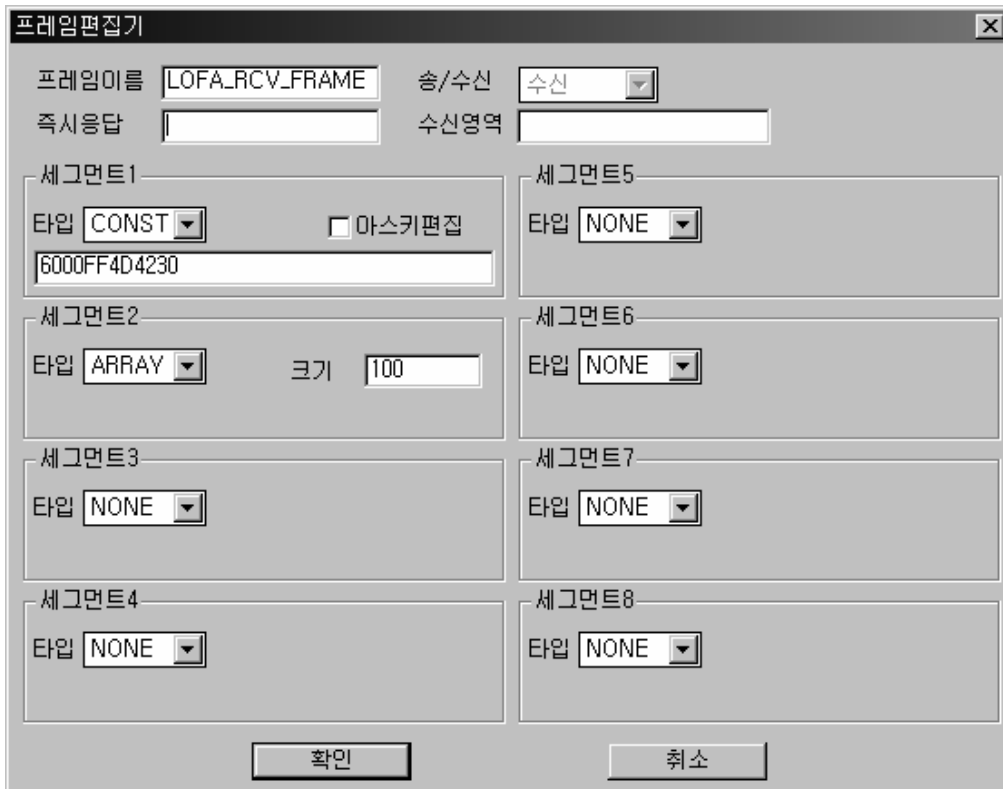 프레임편집기
프레임이름 LOFA_RCV_FRAME 송/수신 수신
즉시응답 수신영역
세그먼트1
타입 CONST 아스키편집
6000FF4D4230
세그먼트5
타입 NONE
세그먼트2
타입 ARRAY 크기 100
세그먼트6
타입 NONE
세그먼트3
타입 NONE
세그먼트7
타입 NONE
세그먼트4
타입 NONE
세그먼트8
타입 NONE
확인 취소